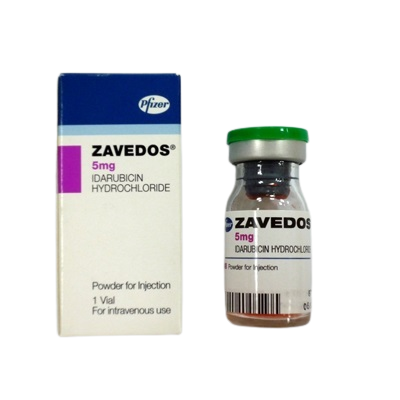 Pfizer
ZAVEDOS®
5mg
IDARUBICIN
HYDROCHLORIDE
Powder for Injection
1 Vial
For intravenous use
Pfizer
ZAVEDOS
5mg
IDARUBICIN HYDROCHLORIDE
Powder for Injection